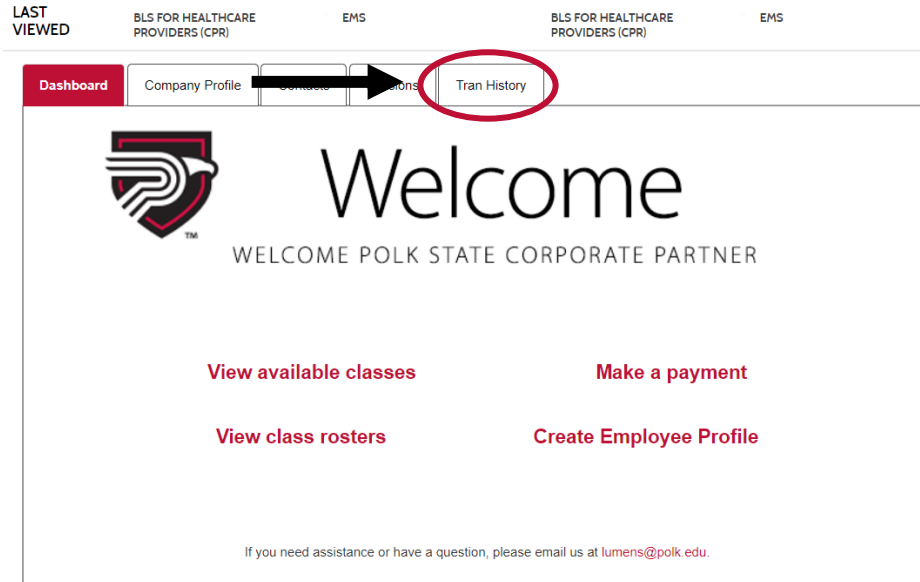 LAST
VIEWED
BLS FOR HEALTHCARE
PROVIDERS (CPR)
EMS
BLS FOR HEALTHCARE
PROVIDERS (CPR)
EMS
Dashboard Company Profile Contacts Tran History
TM
Welcome
WELCOME POLK STATE CORPORATE PARTNER
View available classes Make a payment
View class rosters Create Employee Profile
If you need assistance or have a question, please email us at lumens@polk.edu.